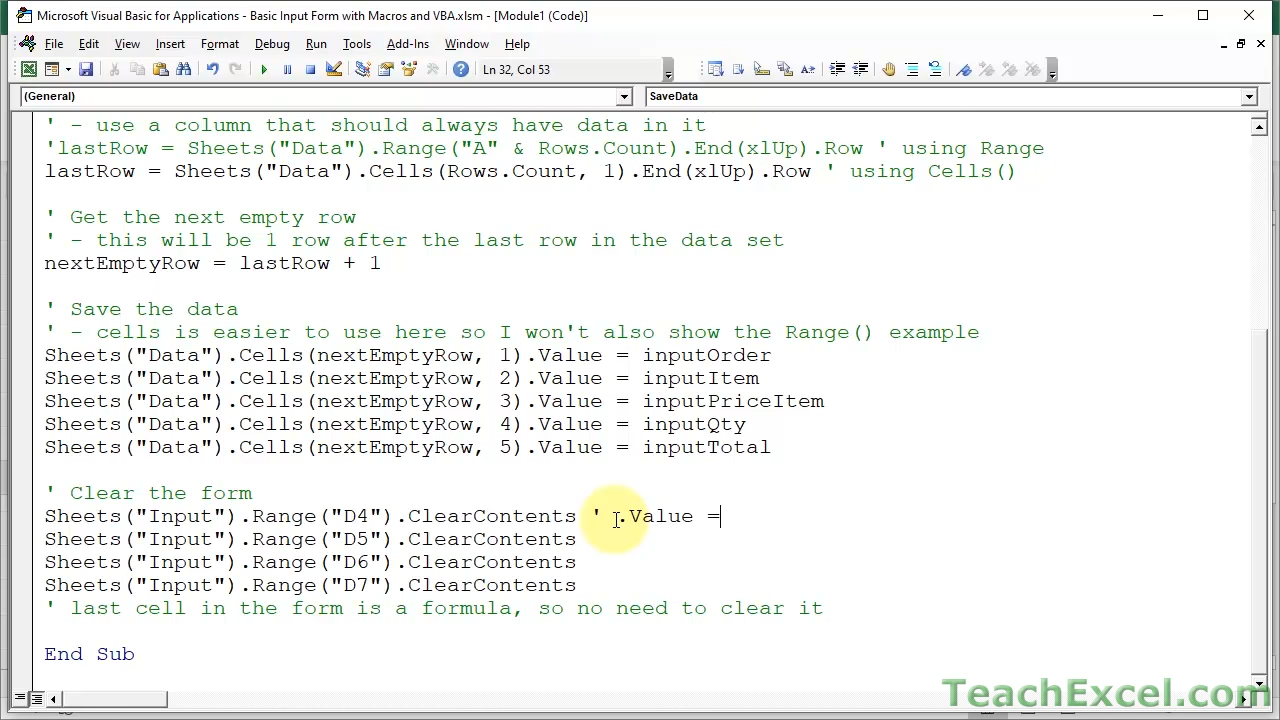 Microsoft Visual Basic for Applications - Basic Input Form with Macros and VBA.xlsm - [Module1 (Code)]
File Edit View Insert Format Debug Run Tools Add-Ins Window Help
Ln 32, Col 53
(General) SaveData
' - use a column that should always have data in it
'lastRow = Sheets("Data").Range("A" & Rows.Count).End(xlUp).Row ' using Range
lastRow = Sheets("Data").Cells(Rows.Count, 1).End(xlUp).Row ' using Cells()
' Get the next empty row
' - this will be 1 row after the last row in the data set
nextEmptyRow = lastRow + 1
' Save the data
' - cells is easier to use here so I won't also show the Range() example
Sheets("Data").Cells(nextEmptyRow, 1).Value = inputOrder
Sheets("Data").Cells(nextEmptyRow, 2).Value = inputItem
Sheets("Data").Cells(nextEmptyRow, 3).Value = inputPriceItem
Sheets("Data").Cells(nextEmptyRow, 4).Value = inputQty
Sheets("Data").Cells(nextEmptyRow, 5).Value = inputTotal
' Clear the form
Sheets("Input").Range("D4").ClearContents ' .Value =
Sheets("Input").Range("D5").ClearContents
Sheets("Input").Range("D6").ClearContents
Sheets("Input").Range("D7").ClearContents
' last cell in the form is a formula, so no need to clear it
End Sub
TeachExcel.com